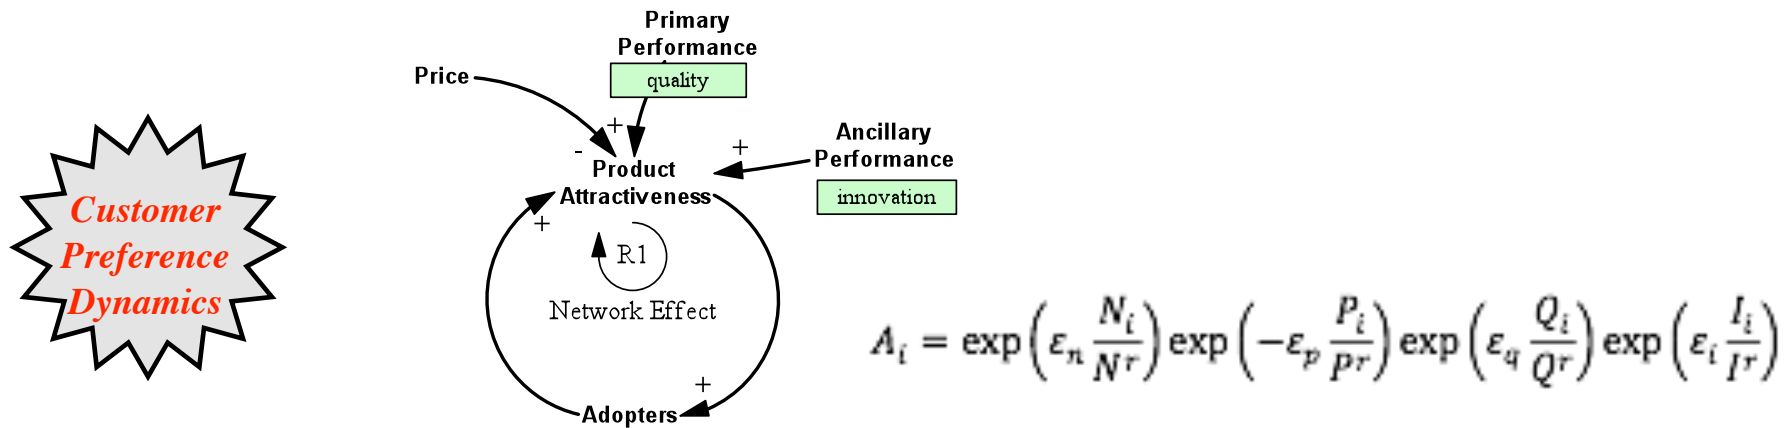 Customer
Preference
Dynamics
Price
Primary
Performance
quality
Ancillary
Performance
innovation
+
-
+
Product
Attractiveness
+
R1
Network Effect
+
Adopters
A_i = exp(ε_n N_i/N^r) exp(−ε_p P_i/P^r) exp(ε_q Q_i/Q^r) exp(ε_i I_i/I^r)